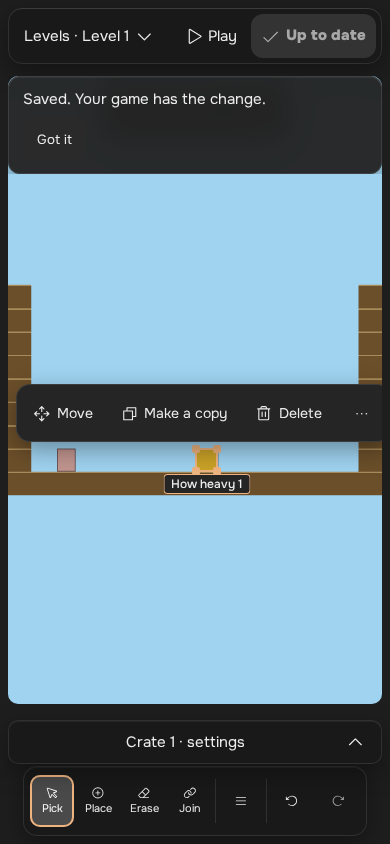 Levels · Level 1
Play
Up to date
Saved. Your game has the change.
Got it
Move
Make a copy
Delete
How heavy 1
Crate 1 · settings
Pick
Place
Erase
Join